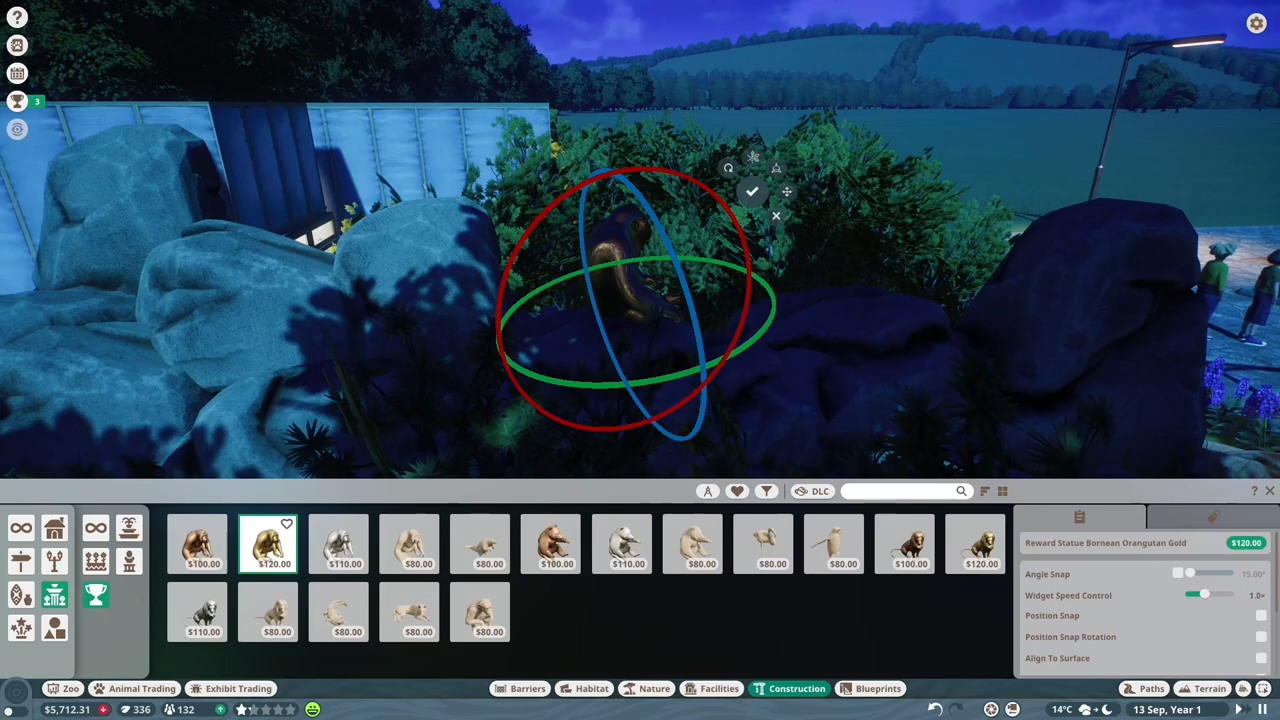 ?
3
DLC
? ×
$100.00
$120.00
$110.00
$80.00
$80.00
$100.00
$110.00
$80.00
$80.00
$80.00
$100.00
$120.00
$110.00
$80.00
$80.00
$80.00
$80.00
Reward Statue Bornean Orangutan Gold
$120.00
Angle Snap
15.00°
Widget Speed Control
1.0×
Position Snap
Position Snap Rotation
Align To Surface
Zoo
Animal Trading
Exhibit Trading
Barriers
Habitat
Nature
Facilities
Construction
Blueprints
Paths
Terrain
$5,712.31
336
132
14°C
13 Sep, Year 1